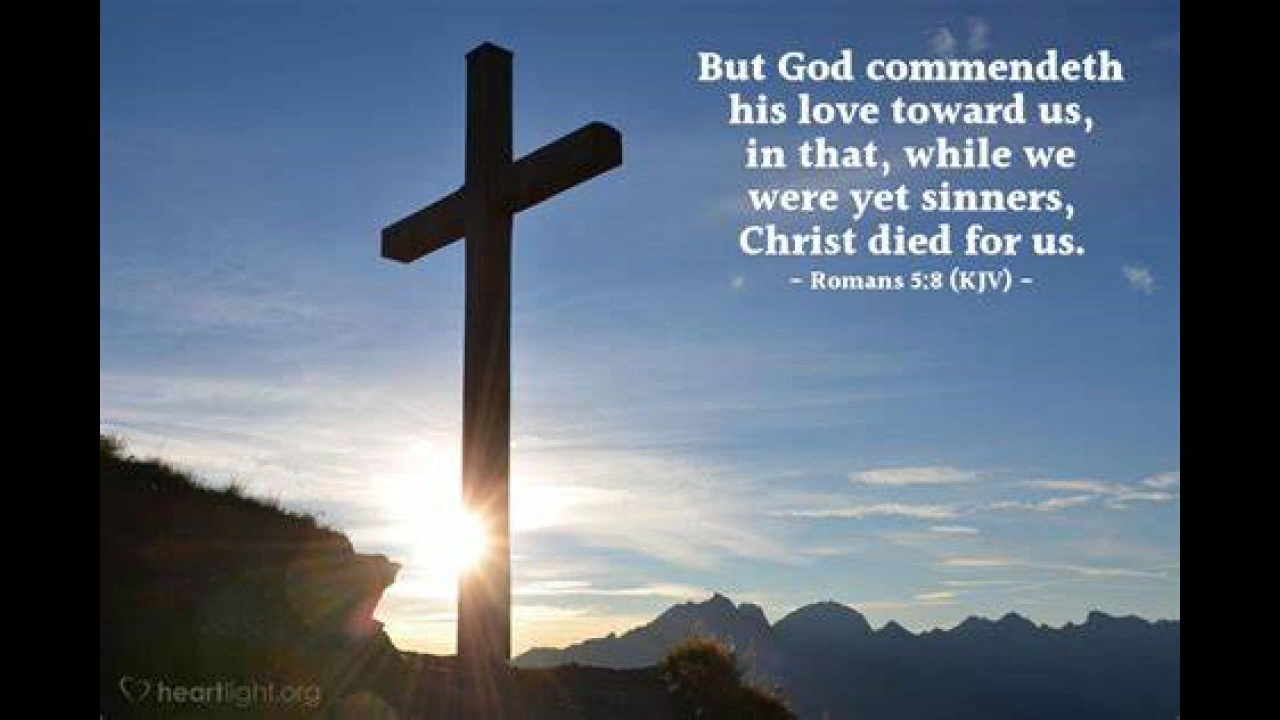 But God commendeth
his love toward us,
in that, while we
were yet sinners,
Christ died for us.
- Romans 5:8 (KJV) -
heartlight.org